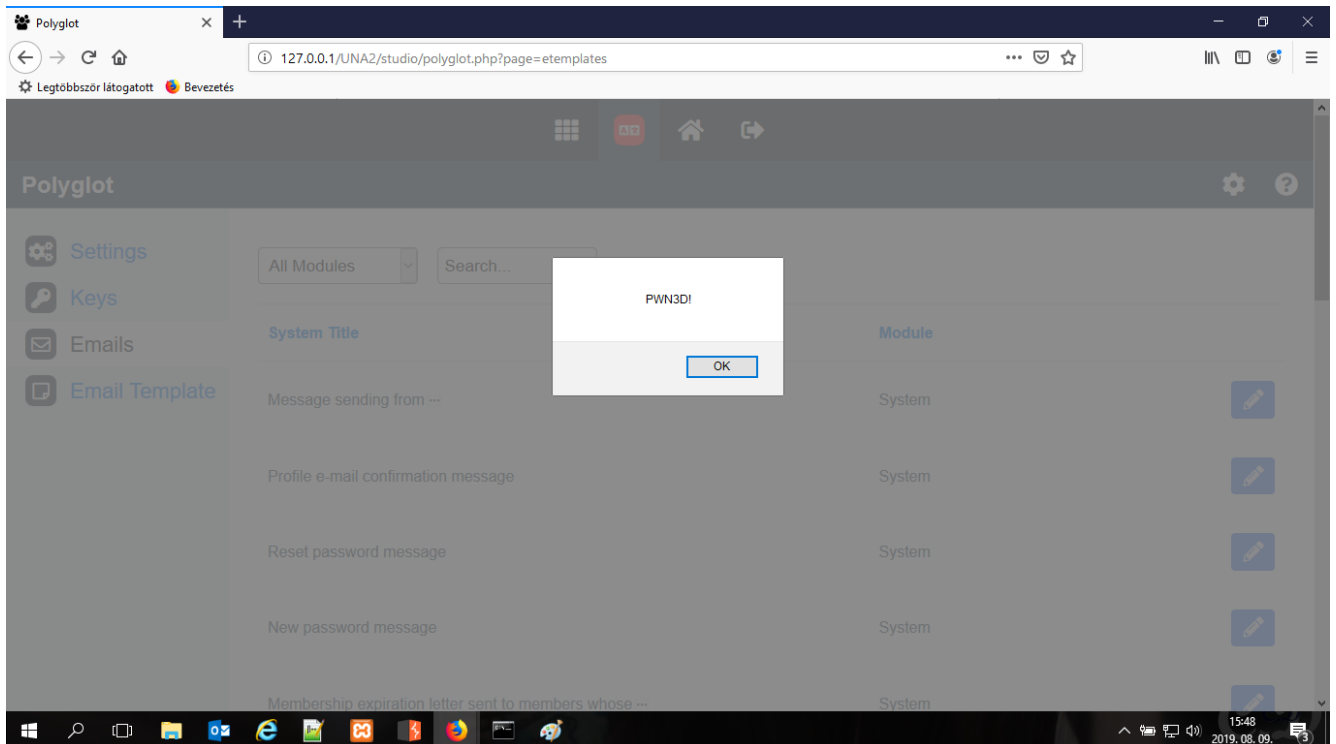 Polyglot
127.0.0.1/UNA2/studio/polyglot.php?page=etemplates
Legtöbbször látogatott Bevezetés
Polyglot
Settings
Keys
Emails
Email Template
All Modules Search...
PWN3D!
OK
System Title Module
Message sending from ... System
Profile e-mail confirmation message System
Reset password message System
New password message System
Membership expiration letter sent to members whose ... System
15:48
2019. 08. 09.
3